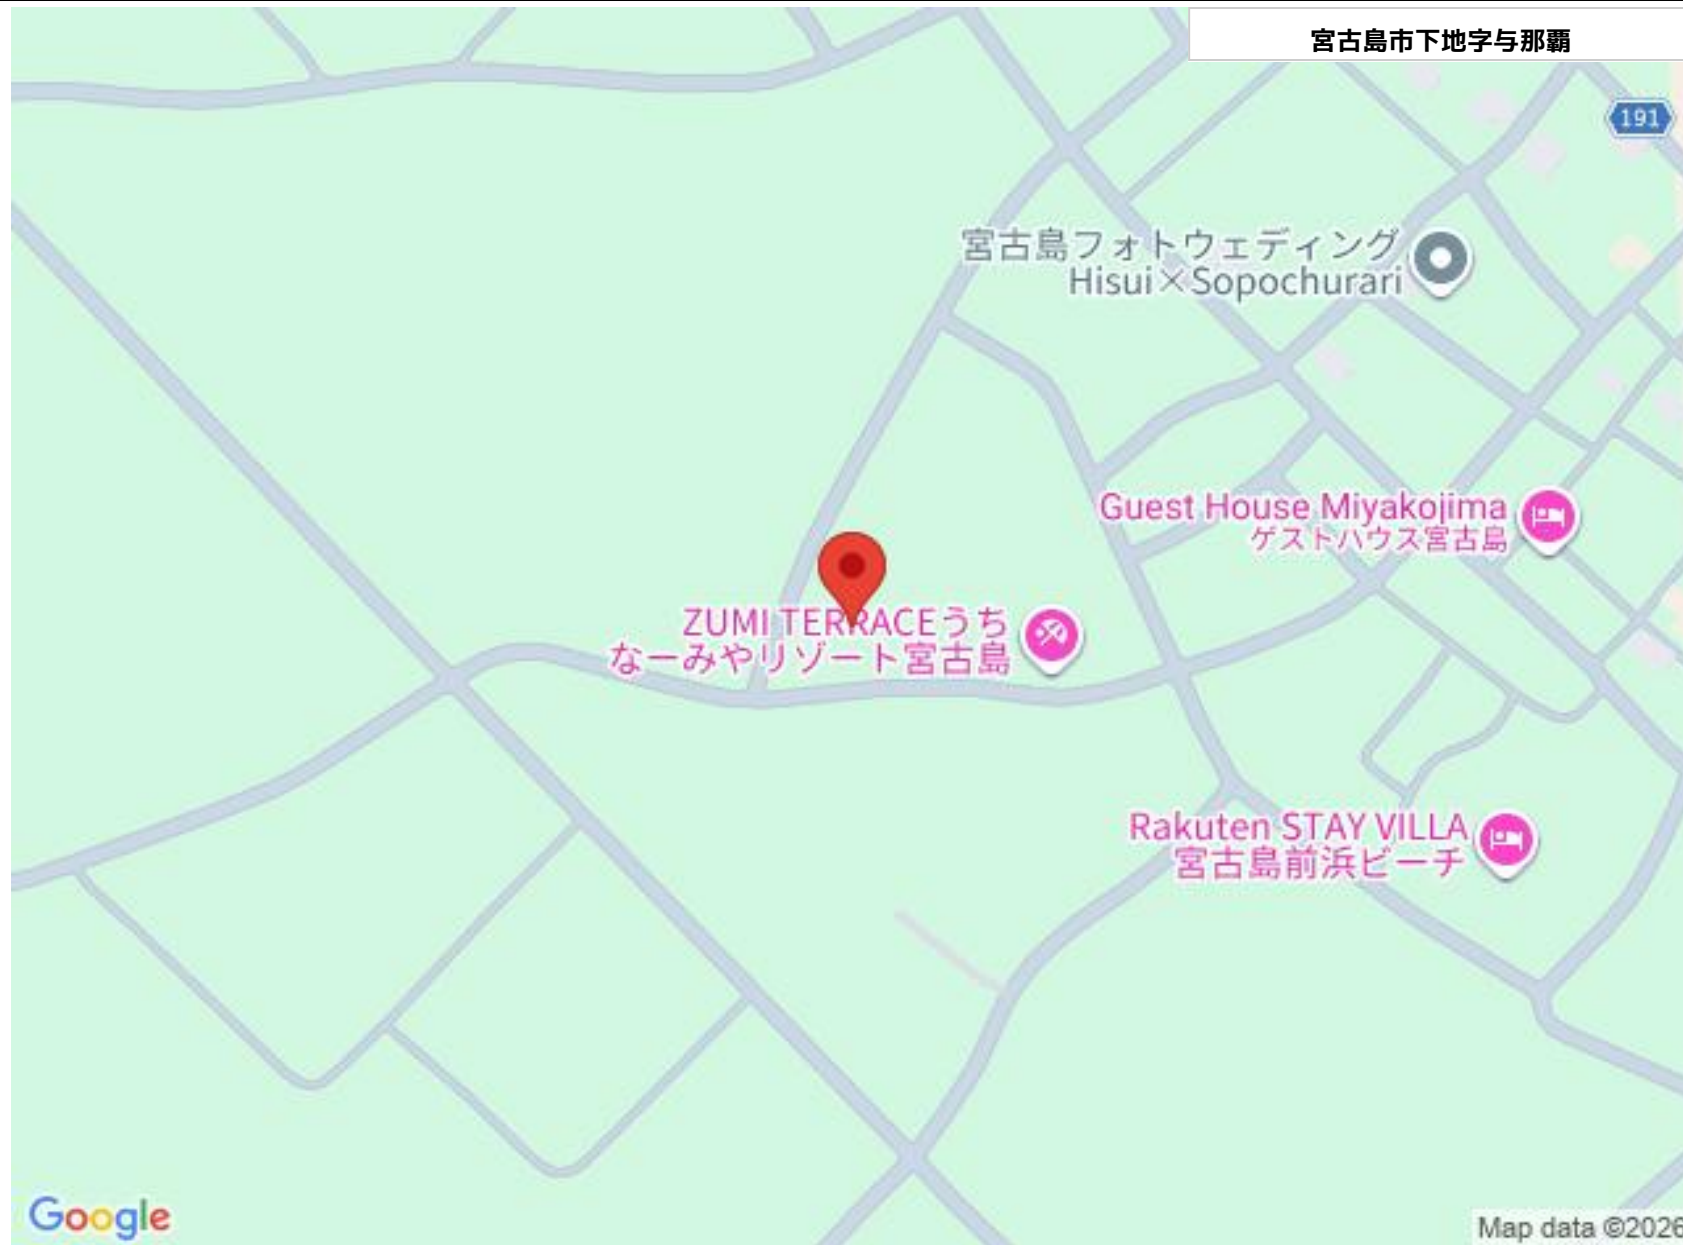 宮古島市下地字与那覇
191
宮古島フォトウェディング
Hisui×Sopochurari
Guest House Miyakojima
ゲストハウス宮古島
ZUMI TERRACEうち
なーみやリゾート宮古島
Rakuten STAY VILLA
宮古島前浜ビーチ
Google
Map data ©2026